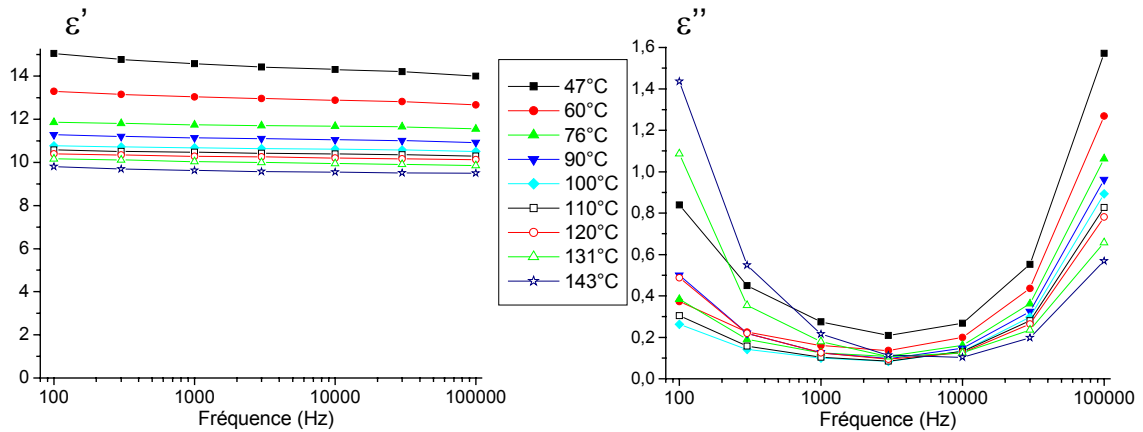 ε’
14
12
10
8
6
4
2
0
100
1000
10000
100000
Fréquence (Hz)
47°C
60°C
76°C
90°C
100°C
110°C
120°C
131°C
143°C
ε’’
1,6
1,4
1,2
1,0
0,8
0,6
0,4
0,2
0,0
100
1000
10000
100000
Fréquence (Hz)